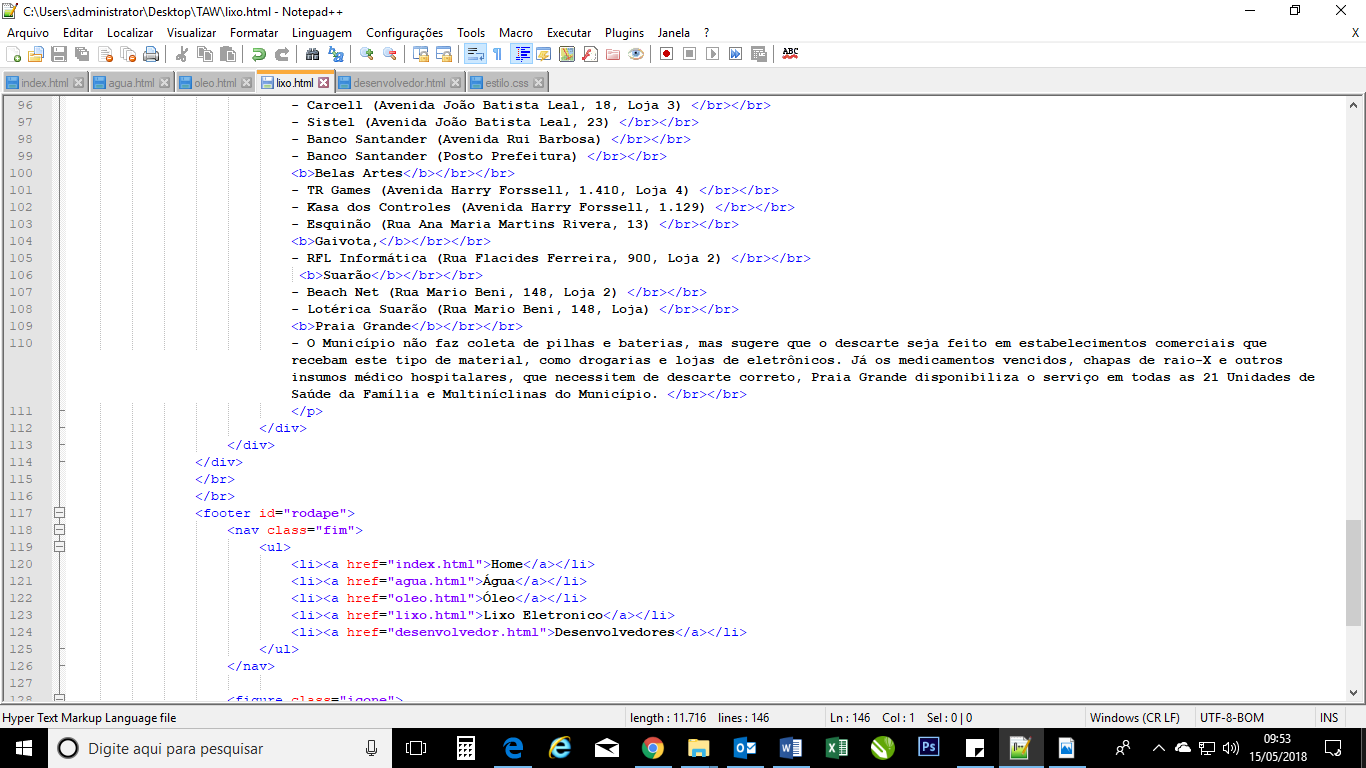 C:\Users\administrator\Desktop\TAW\lixo.html - Notepad++
Arquivo Editar Localizar Visualizar Formatar Linguagem Configurações Tools Macro Executar Plugins Janela ? X
ABC
index.html agua.html oleo.html lixo.html desenvolvedor.html estilo.css
96 - Carcell (Avenida João Batista Leal, 18, Loja 3) </br></br>
97 - Sistel (Avenida João Batista Leal, 23) </br></br>
98 - Banco Santander (Avenida Rui Barbosa) </br></br>
99 - Banco Santander (Posto Prefeitura) </br></br>
100 <b>Belas Artes</b></br></br>
101 - TR Games (Avenida Harry Forssell, 1.410, Loja 4) </br></br>
102 - Kasa dos Controles (Avenida Harry Forssell, 1.129) </br></br>
103 - Esquinão (Rua Ana Maria Martins Rivera, 13) </br></br>
104 <b>Gaivota,</b></br></br>
105 - RFL Informática (Rua Flacides Ferreira, 900, Loja 2) </br></br>
106 <b>Suarão</b></br></br>
107 - Beach Net (Rua Mario Beni, 148, Loja 2) </br></br>
108 - Lotérica Suarão (Rua Mario Beni, 148, Loja) </br></br>
109 <b>Praia Grande</b></br></br>
110 - O Município não faz coleta de pilhas e baterias, mas sugere que o descarte seja feito em estabelecimentos comerciais que
recebam este tipo de material, como drogarias e lojas de eletrônicos. Já os medicamentos vencidos, chapas de raio-X e outros
insumos médico hospitalares, que necessitem de descarte correto, Praia Grande disponibiliza o serviço em todas as 21 Unidades de
Saúde da Família e Multiníclinas do Município. </br></br>
111 </p>
112 </div>
113 </div>
114 </div>
115 </br>
116 </br>
117 <footer id="rodape">
118 <nav class="fim">
119 <ul>
120 <li><a href="index.html">Home</a></li>
121 <li><a href="agua.html">Água</a></li>
122 <li><a href="oleo.html">Óleo</a></li>
123 <li><a href="lixo.html">Lixo Eletronico</a></li>
124 <li><a href="desenvolvedor.html">Desenvolvedores</a></li>
125 </ul>
126 </nav>
127
128 <figure class="icone">
Hyper Text Markup Language file length : 11.716 lines : 146 Ln : 146 Col : 1 Sel : 0 | 0 Windows (CR LF) UTF-8-BOM INS
Digite aqui para pesquisar
09:53
15/05/2018